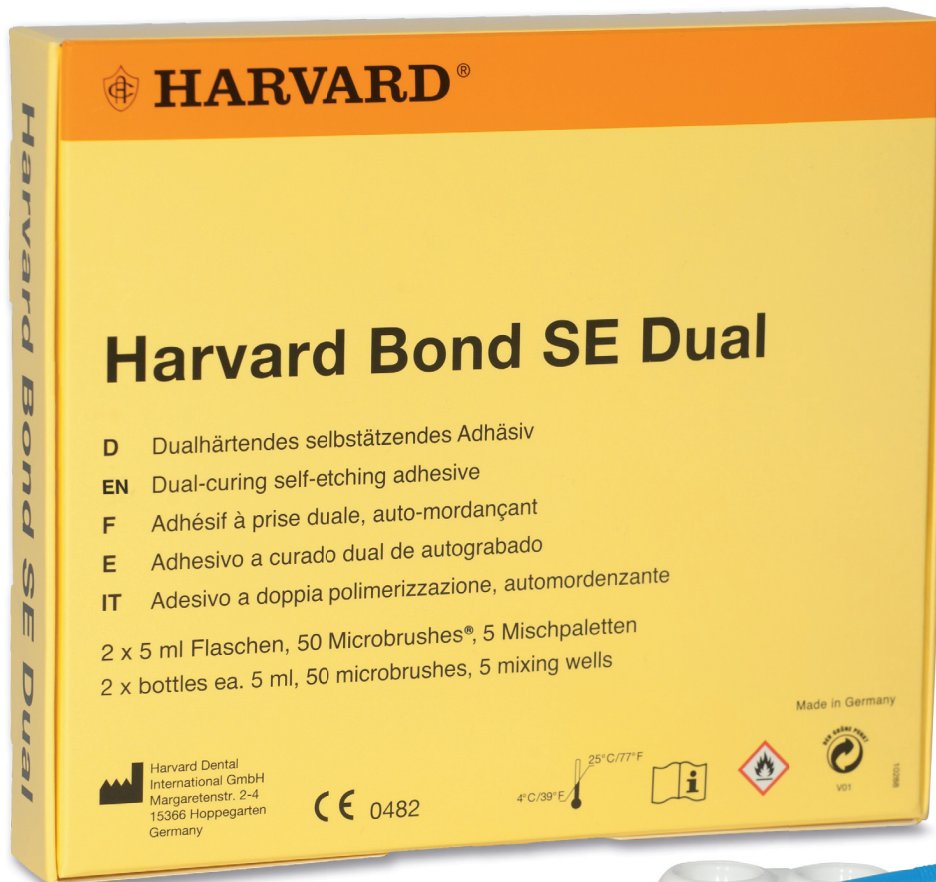 HARVARD®
Harvard Bond SE Dual
Harvard Bond SE Dual
D Dualhärtendes selbstätzendes Adhäsiv
EN Dual-curing self-etching adhesive
F Adhésif à prise duale, auto-mordançant
E Adhesivo a curado dual de autograbado
IT Adesivo a doppia polimerizzazione, automordenzante
2 x 5 ml Flaschen, 50 Microbrushes®, 5 Mischpaletten
2 x bottles ea. 5 ml, 50 microbrushes, 5 mixing wells
Made in Germany
Harvard Dental
International GmbH
Margaretenstr. 2-4
15366 Hoppegarten
Germany
CE 0482
25°C/77°F
4°C/39°F
i
DER GRÜNE PUNKT
V01